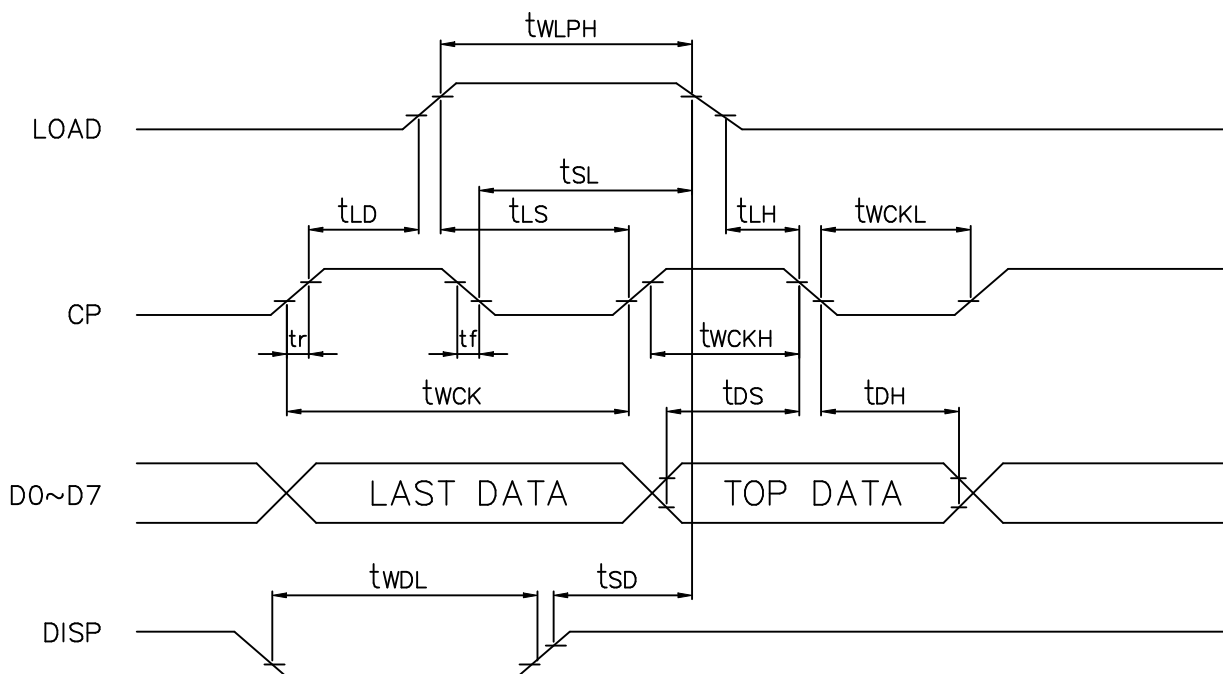 tWLPH
LOAD
tSL
tLD
tLS
tLH
tWCKL
CP
tr
tf
tWCKH
tWCK
tDS
tDH
D0~D7
LAST DATA
TOP DATA
tWDL
tSD
DISP